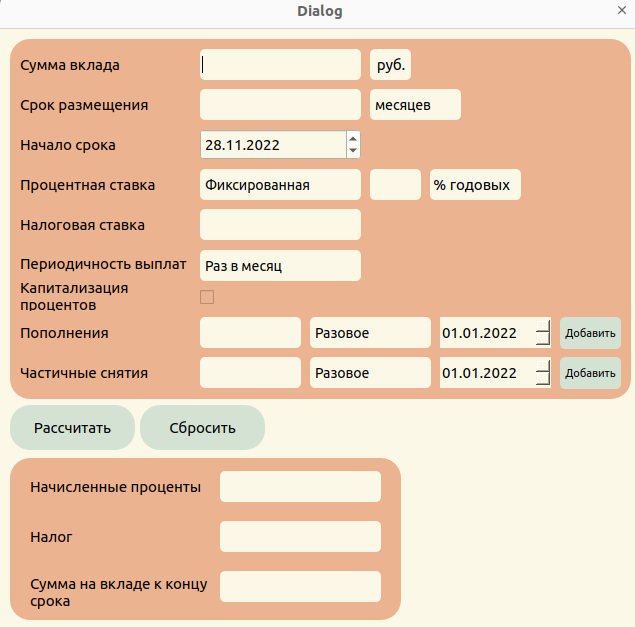 Dialog
Сумма вклада руб.
Срок размещения месяцев
Начало срока 28.11.2022
Процентная ставка Фиксированная % годовых
Налоговая ставка
Периодичность выплат Раз в месяц
Капитализация
процентов
Пополнения Разовое 01.01.2022 Добавить
Частичные снятия Разовое 01.01.2022 Добавить
Рассчитать Сбросить
Начисленные проценты
Налог
Сумма на вкладе к концу
срока